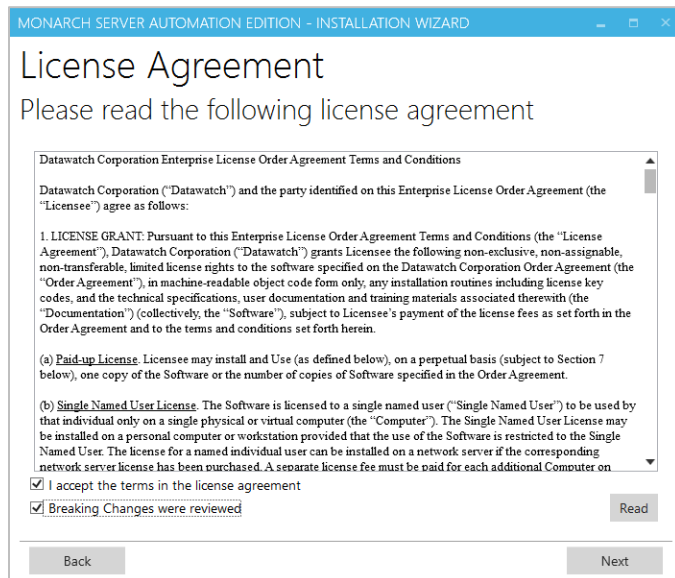 MONARCH SERVER AUTOMATION EDITION - INSTALLATION WIZARD
License Agreement
Please read the following license agreement
Datawatch Corporation Enterprise License Order Agreement Terms and Conditions
Datawatch Corporation (“Datawatch”) and the party identified on this Enterprise License Order Agreement (the
“Licensee”) agree as follows:
1. LICENSE GRANT: Pursuant to this Enterprise License Order Agreement Terms and Conditions (the “License
Agreement”), Datawatch Corporation (“Datawatch”) grants Licensee the following non-exclusive, non-assignable,
non-transferable, limited license rights to the software specified on the Datawatch Corporation Order Agreement (the
“Order Agreement”), in machine-readable object code form only, any installation routines including license key
codes, and the technical specifications, user documentation and training materials associated therewith (the
“Documentation”) (collectively, the “Software”), subject to Licensee’s payment of the license fees as set forth in the
Order Agreement and to the terms and conditions set forth herein.
(a) Paid-up License. Licensee may install and Use (as defined below), on a perpetual basis (subject to Section 7
below), one copy of the Software or the number of copies of Software specified in the Order Agreement.
(b) Single Named User License. The Software is licensed to a single named user (“Single Named User”) to be used by
that individual only on a single physical or virtual computer (the “Computer”). The Single Named User License may
be installed on a personal computer or workstation provided that the use of the Software is restricted to the Single
Named User. The license for a named individual user can be installed on a network server if the corresponding
network server license has been purchased. A separate license fee must be paid for each additional Computer on
I accept the terms in the license agreement
Breaking Changes were reviewed
Read
Back
Next